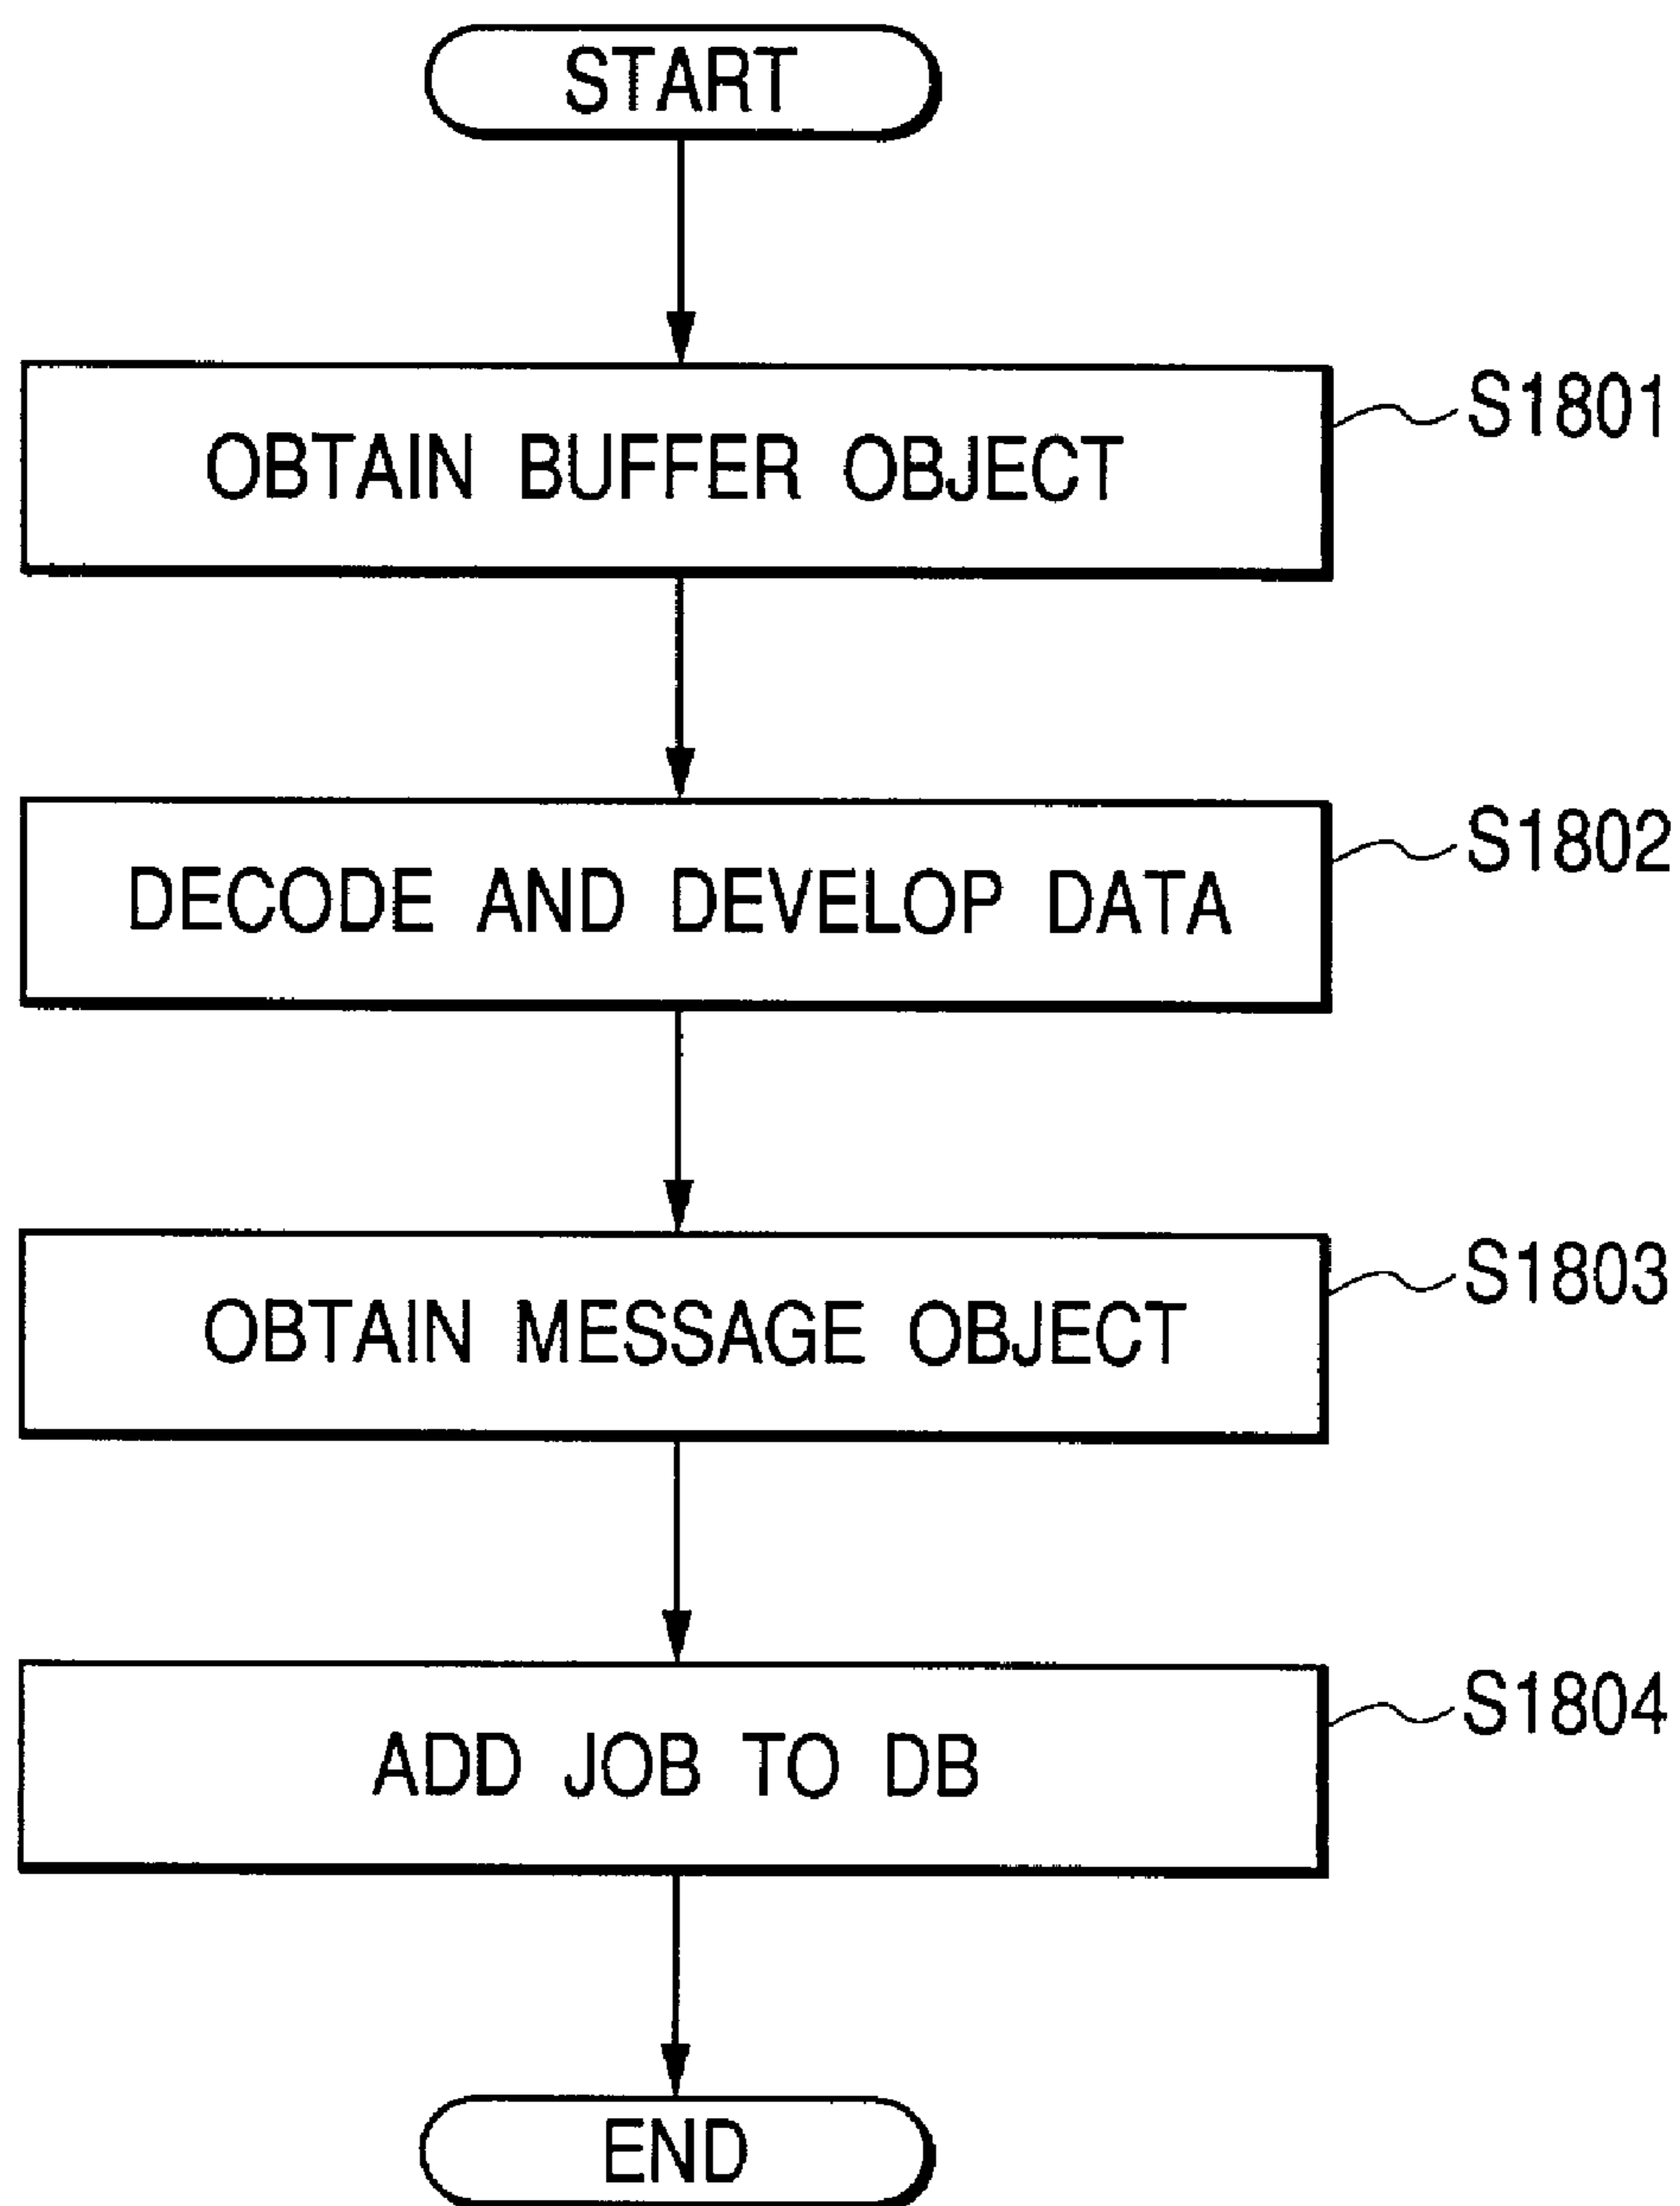 START
OBTAIN BUFFER OBJECT
S1801
DECODE AND DEVELOP DATA
S1802
OBTAIN MESSAGE OBJECT
S1803
ADD JOB TO DB
S1804
END